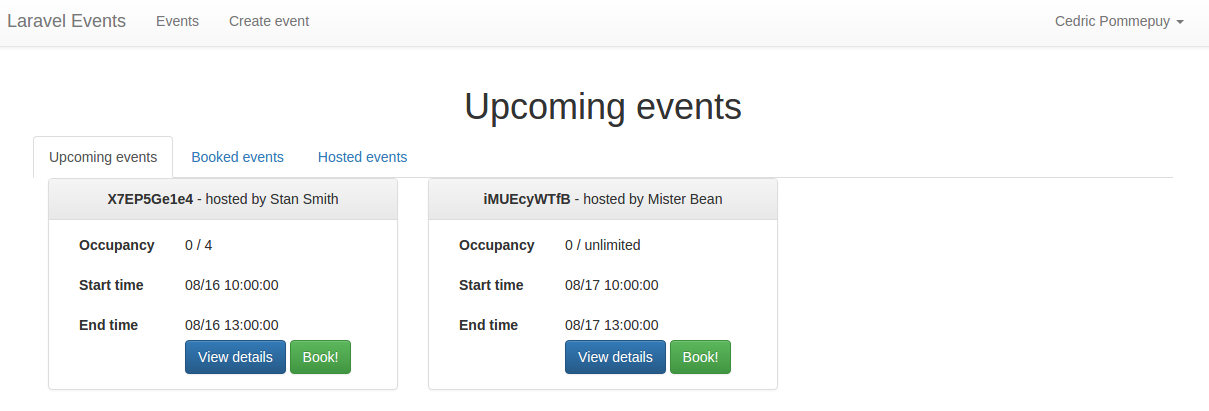 Laravel Events Events Create event Cedric Pommepuy
Upcoming events
Upcoming events Booked events Hosted events
X7EP5Ge1e4 - hosted by Stan Smith
Occupancy 0 / 4
Start time 08/16 10:00:00
End time 08/16 13:00:00
View details Book!
iMUEcyWTfB - hosted by Mister Bean
Occupancy 0 / unlimited
Start time 08/17 10:00:00
End time 08/17 13:00:00
View details Book!